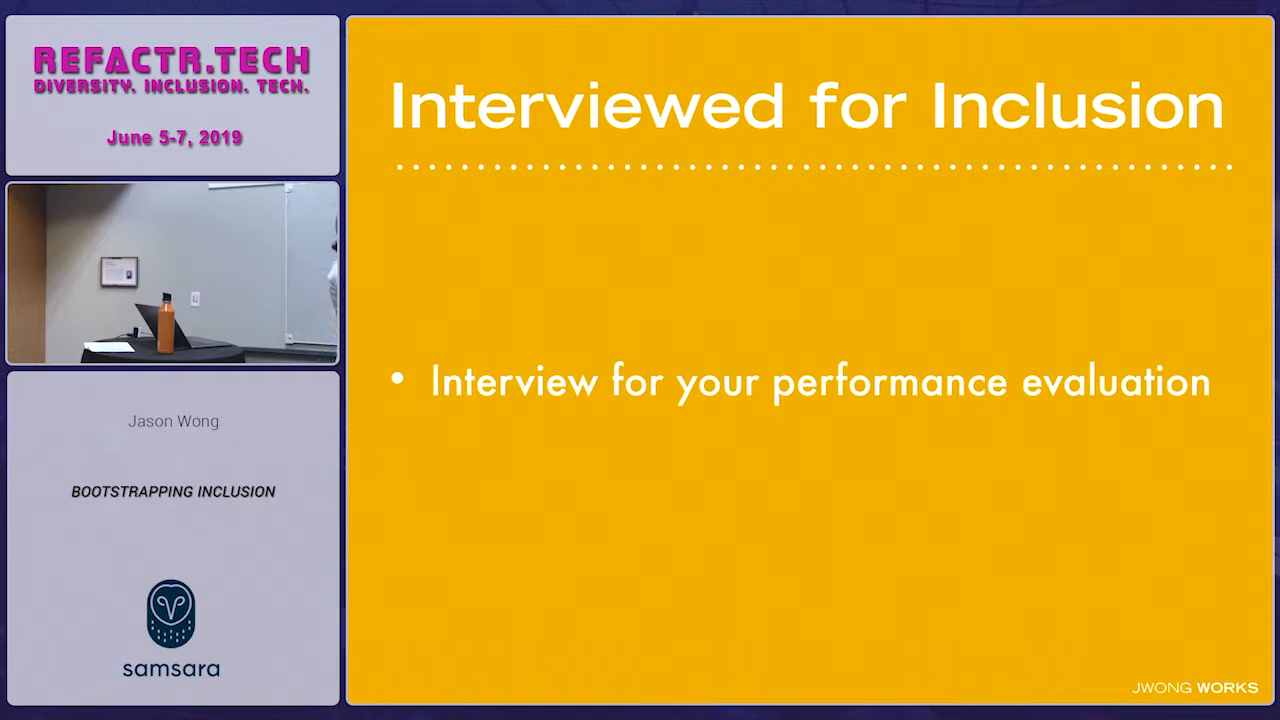 REFACTR.TECH
DIVERSITY. INCLUSION. TECH.
June 5-7, 2019
Jason Wong
BOOTSTRAPPING INCLUSION
samsara
Interviewed for Inclusion
• Interview for your performance evaluation
JWONG WORKS